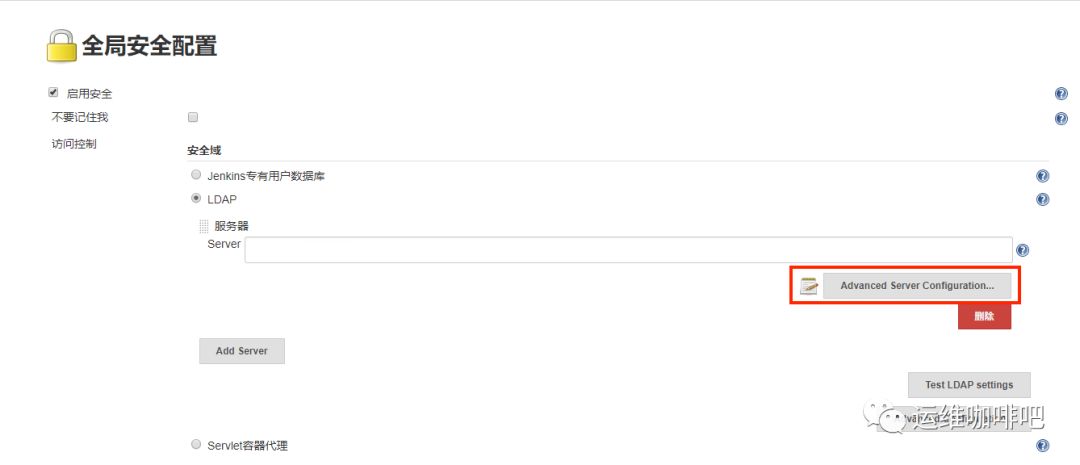 全局安全配置
启用安全
不要记住我
访问控制
安全域
Jenkins专有用户数据库
LDAP
服务器
Server
Advanced Server Configuration...
删除
Add Server
Test LDAP settings
运维咖啡吧
Servlet容器代理